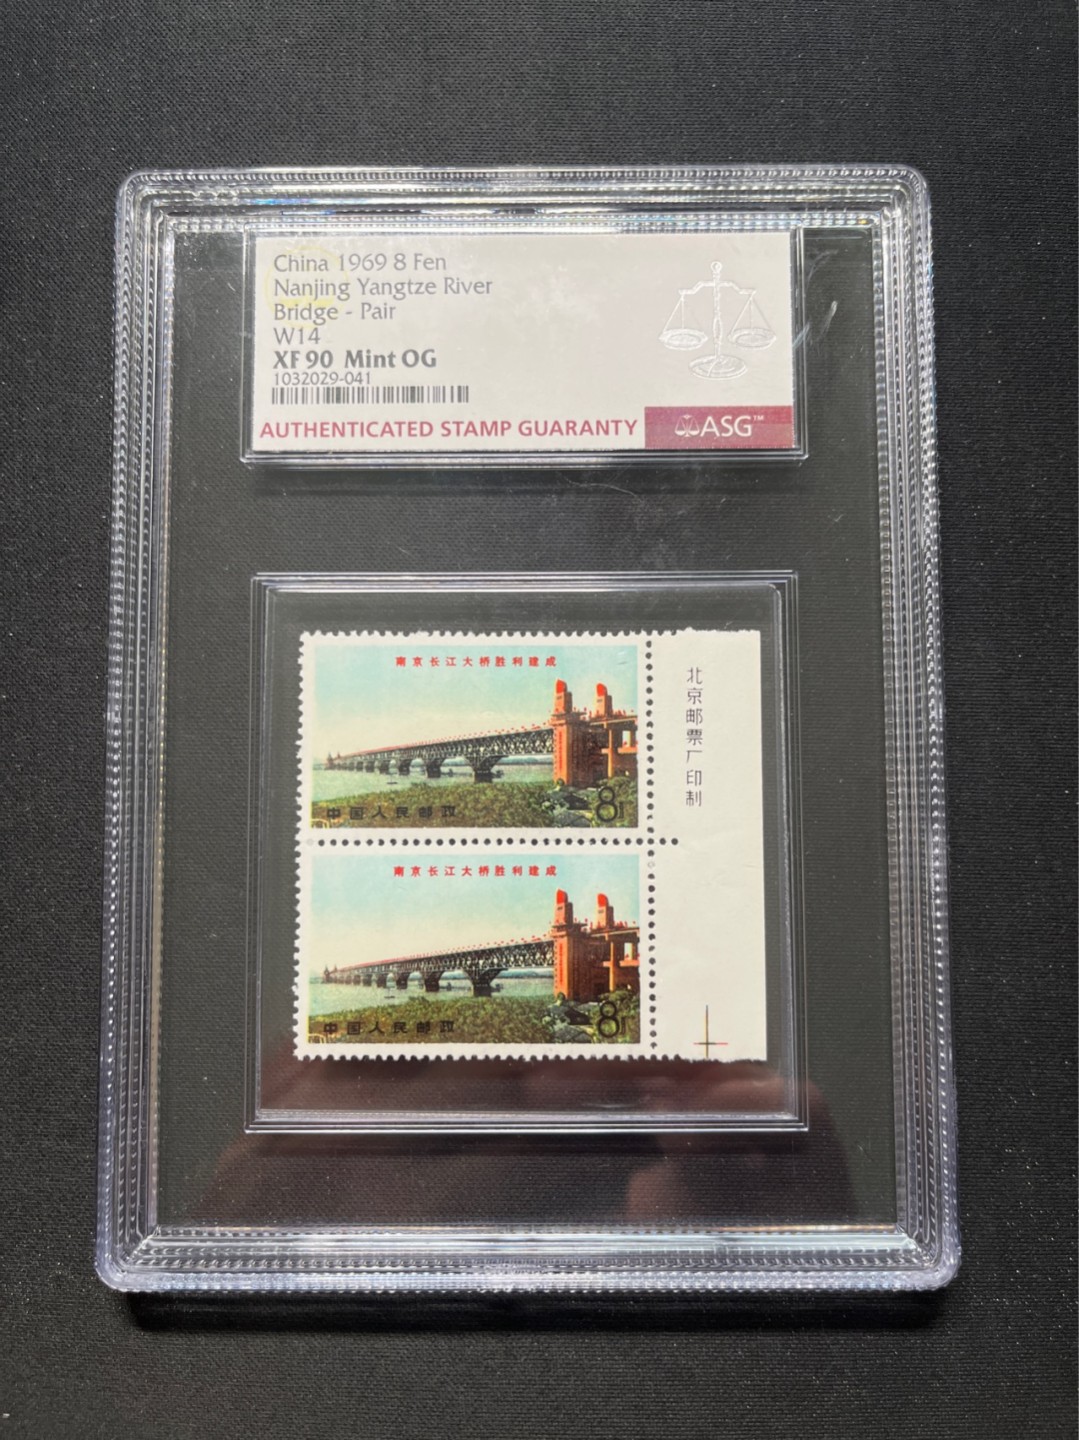 China 1969 8 Fen
Nanjing Yangtze River
Bridge - Pair
W14
XF 90 Mint OG
1032029-041
AUTHENTICATED STAMP GUARANTY
ASG™
南京长江大桥胜利建成
中国人民邮政
8分
北京邮票厂印制
南京长江大桥胜利建成
中国人民邮政
8分